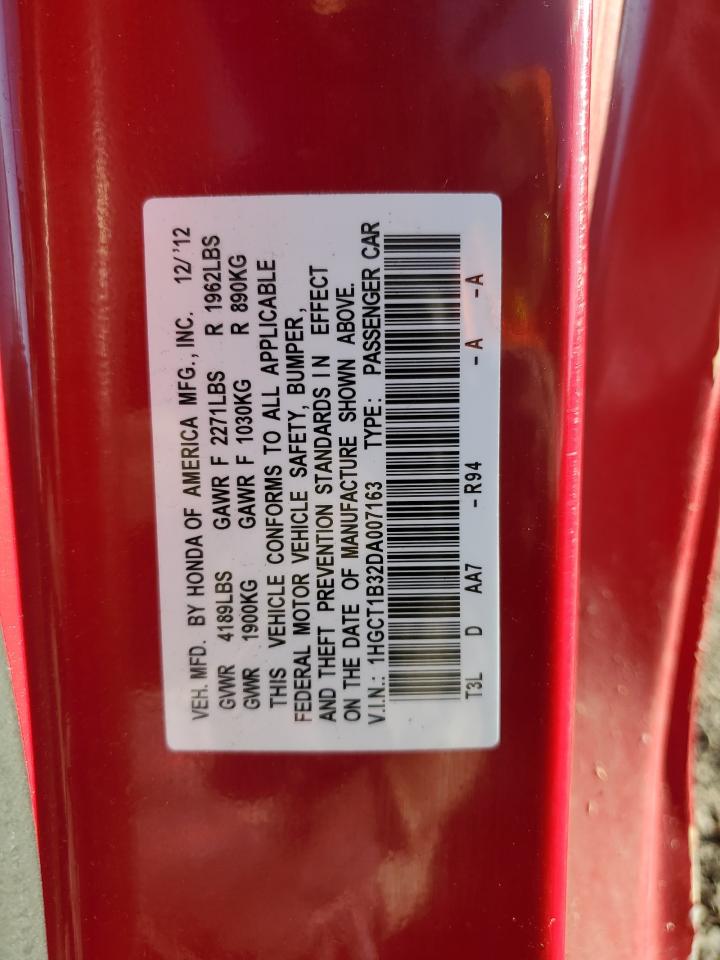 VEH. MFD. BY HONDA OF AMERICA MFG., INC. 12/'12
GVWR 4189LBS GAWR F 2271LBS R 1962LBS
GVWR 1900KG GAWR F 1030KG R 890KG
THIS VEHICLE CONFORMS TO ALL APPLICABLE
FEDERAL MOTOR VEHICLE SAFETY, BUMPER,
AND THEFT PREVENTION STANDARDS IN EFFECT
ON THE DATE OF MANUFACTURE SHOWN ABOVE.
V.I.N.: 1HGCT1B32DA007163 TYPE: PASSENGER CAR
T3L D AA7 -R94 -A -A